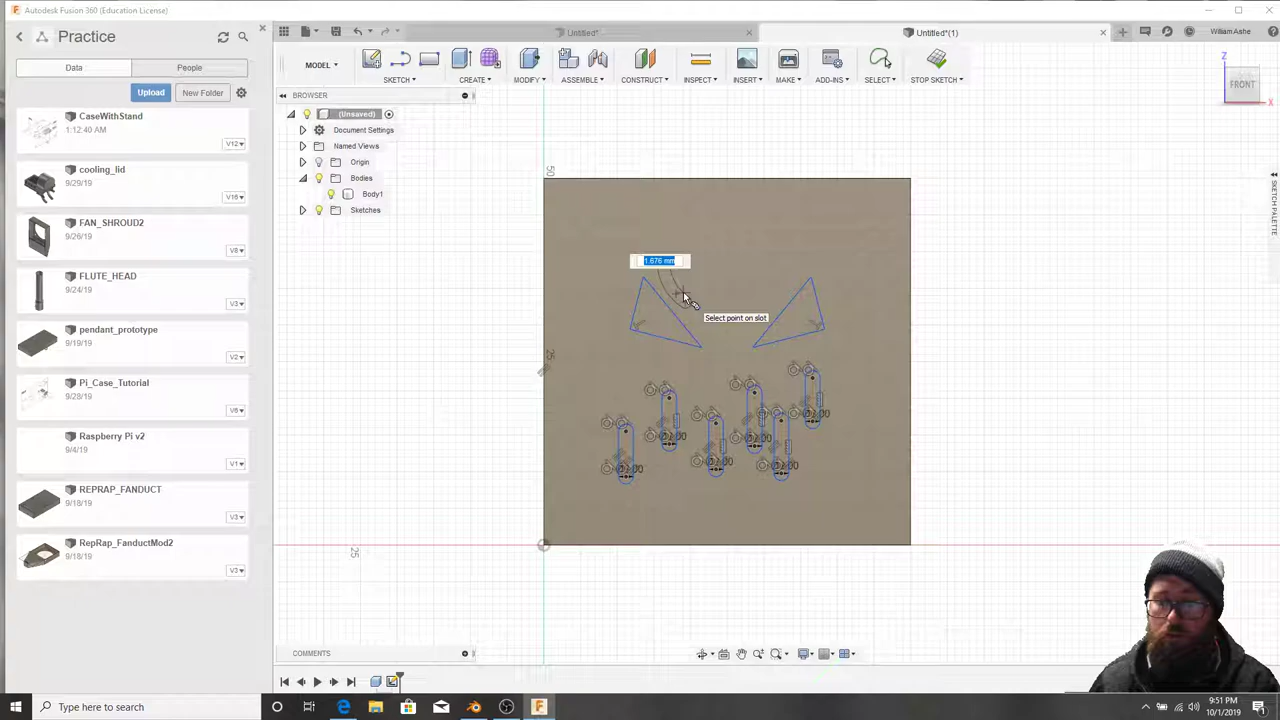 Autodesk Fusion 360 (Education License)
Practice
Untitled*
Untitled*(1)
William Ashe
Data
People
MODEL
SKETCH
CREATE
MODIFY
ASSEMBLE
CONSTRUCT
INSPECT
INSERT
MAKE
ADD-INS
SELECT
STOP SKETCH
Upload
New Folder
BROWSER
(Unsaved)
Document Settings
Named Views
Origin
Bodies
Body1
Sketches
CaseWithStand
1:12:40 AM
V12
cooling_lid
9/29/19
V16
FAN_SHROUD2
9/26/19
V8
FLUTE_HEAD
9/24/19
V3
pendant_prototype
9/19/19
V2
Pi_Case_Tutorial
9/28/19
V6
Raspberry Pi v2
9/4/19
V1
REPRAP_FANDUCT
9/18/19
V3
RepRap_FanductMod2
9/18/19
V3
Z
FRONT
X
SKETCH PALETTE
50
1.676 mm
Select point on slot
25
25
COMMENTS
Type here to search
9:51 PM
10/1/2019